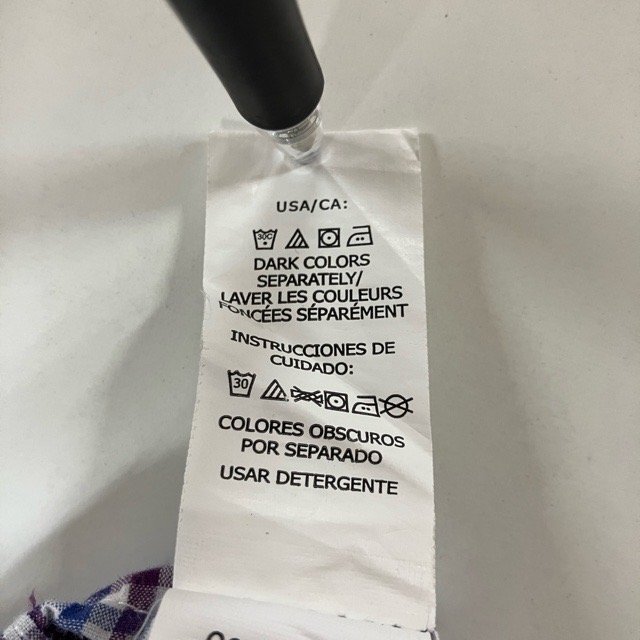 USA/CA:
30C
DARK COLORS
SEPARATELY/
LAVER LES COULEURS
FONCÉES SÉPARÉMENT
INSTRUCCIONES DE
CUIDADO:
30
COLORES OBSCUROS
POR SEPARADO
USAR DETERGENTE